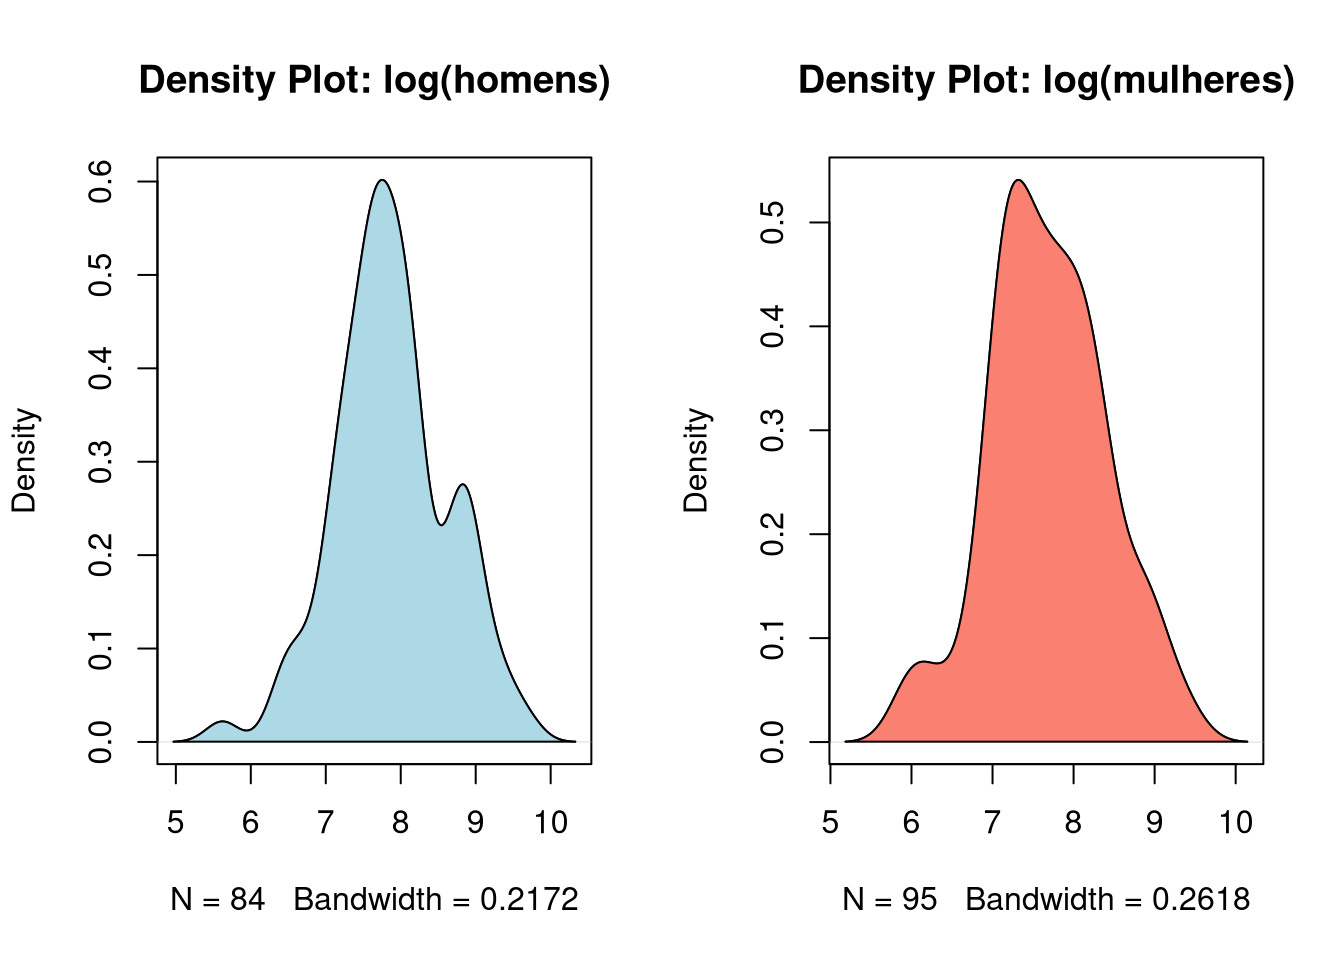 Density Plot: log(homens)
Density
0.6
0.5
0.4
0.3
0.2
0.1
0.0
5 6 7 8 9 10
N = 84 Bandwidth = 0.2172
Density Plot: log(mulheres)
Density
0.5
0.4
0.3
0.2
0.1
0.0
5 6 7 8 9 10
N = 95 Bandwidth = 0.2618